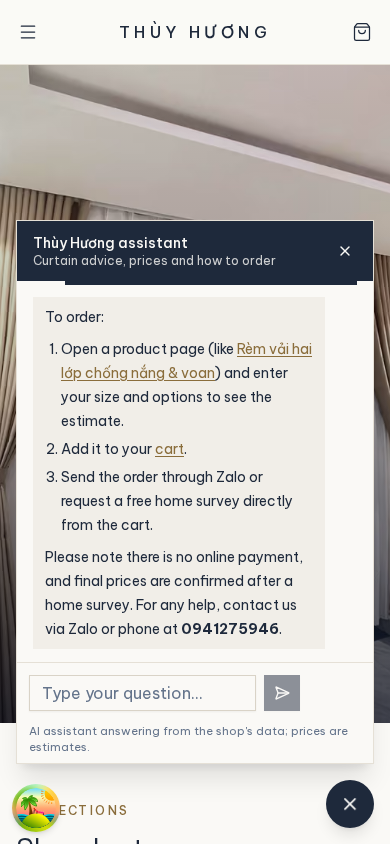 THÙY HƯƠNG
Thùy Hương assistant
Curtain advice, prices and how to order
To order:
1. Open a product page (like Rèm vải hai
lớp chống nắng & voan) and enter
your size and options to see the
estimate.
2. Add it to your cart.
3. Send the order through Zalo or
request a free home survey directly
from the cart.
Please note there is no online payment,
and final prices are confirmed after a
home survey. For any help, contact us
via Zalo or phone at 0941275946.
Type your question...
AI assistant answering from the shop's data; prices are
estimates.
ECTIONS